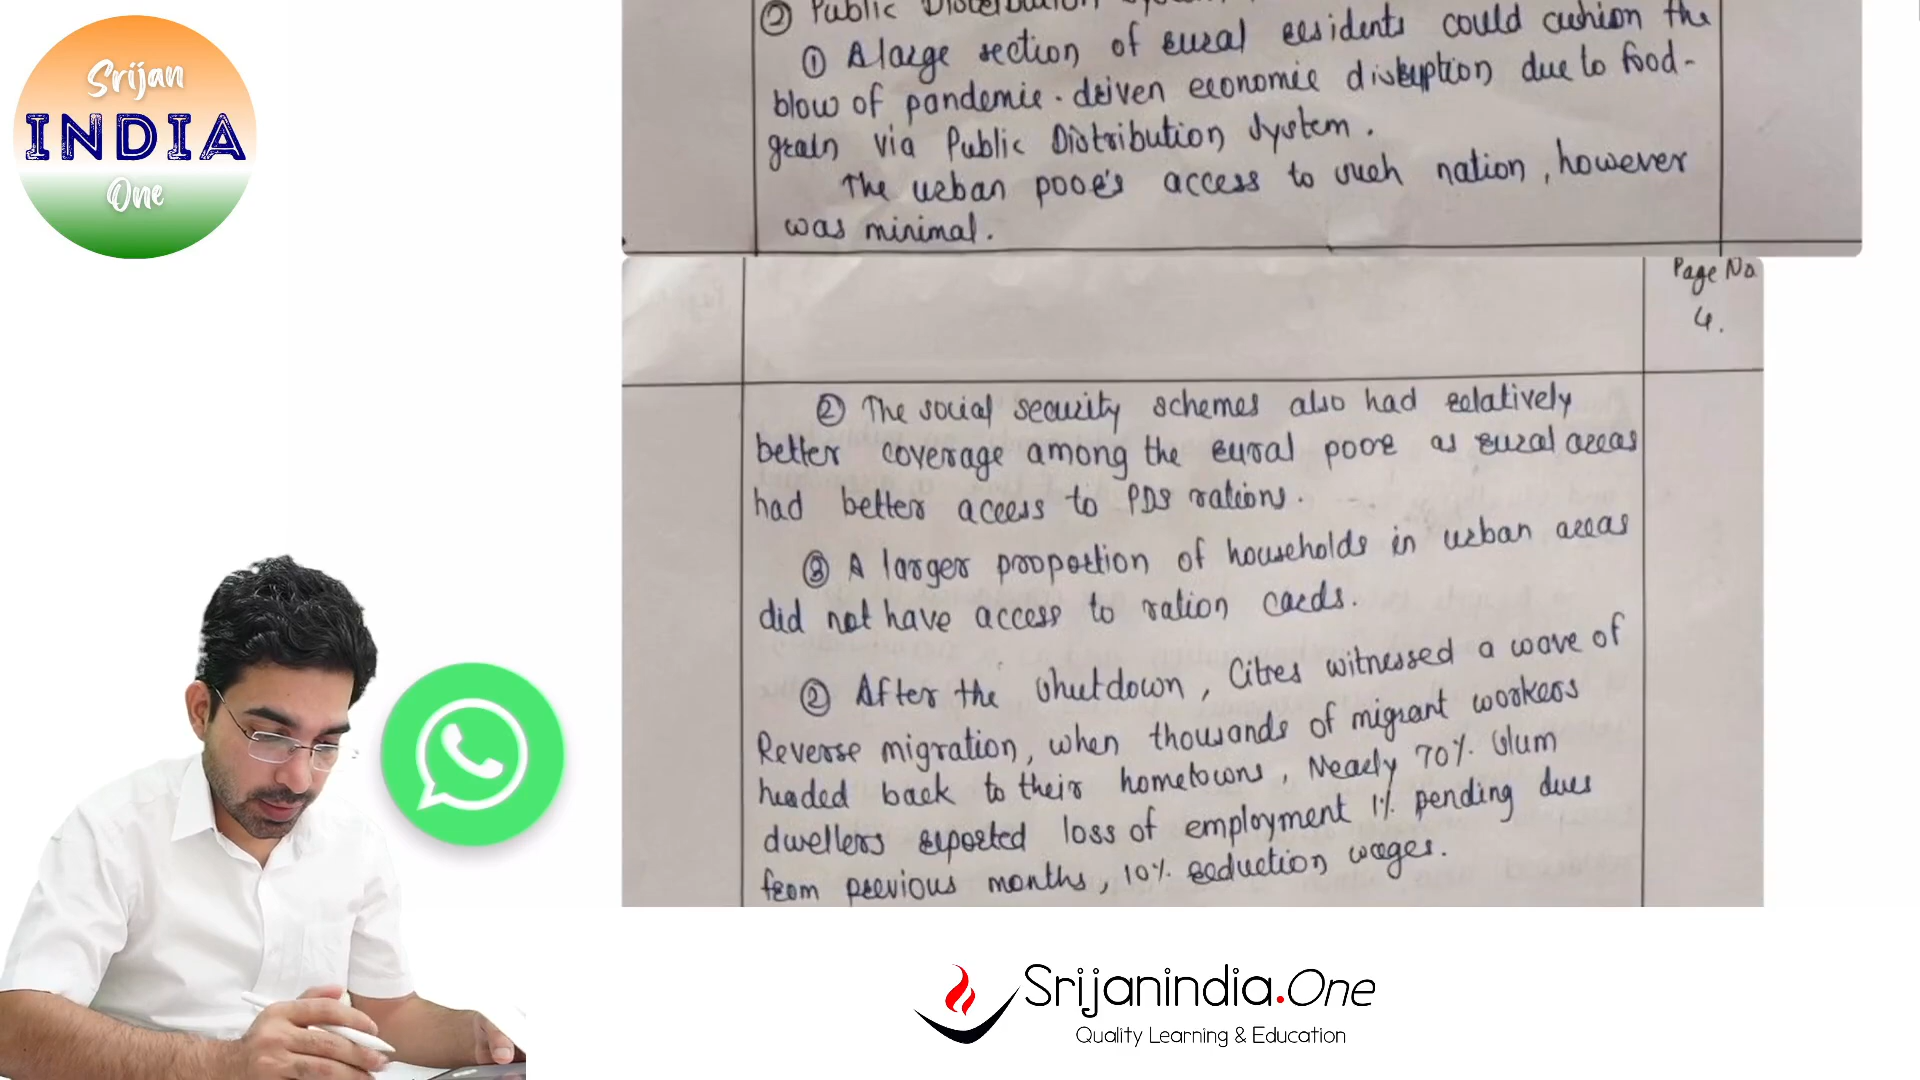 Srijan
INDIA
One
② Public Distribution System
① A large section of rural residents could cushion the
blow of pandemic-driven economic disruption due to food-
grain via Public Distribution System.
The urban poor's access to such nation, however
was minimal.
Page No.
4.
② The social security schemes also had relatively
better coverage among the rural poor as rural areas
had better access to PDS rations.
③ A larger proportion of households in urban areas
did not have access to ration cards.
② After the shutdown, Cities witnessed a wave of
Reverse migration, when thousands of migrant workers
headed back to their hometowns, Nearly 70% slum
dwellers reported loss of employment 1% pending dues
from previous months, 10% reduction wages.
Srijanindia.One
Quality Learning & Education